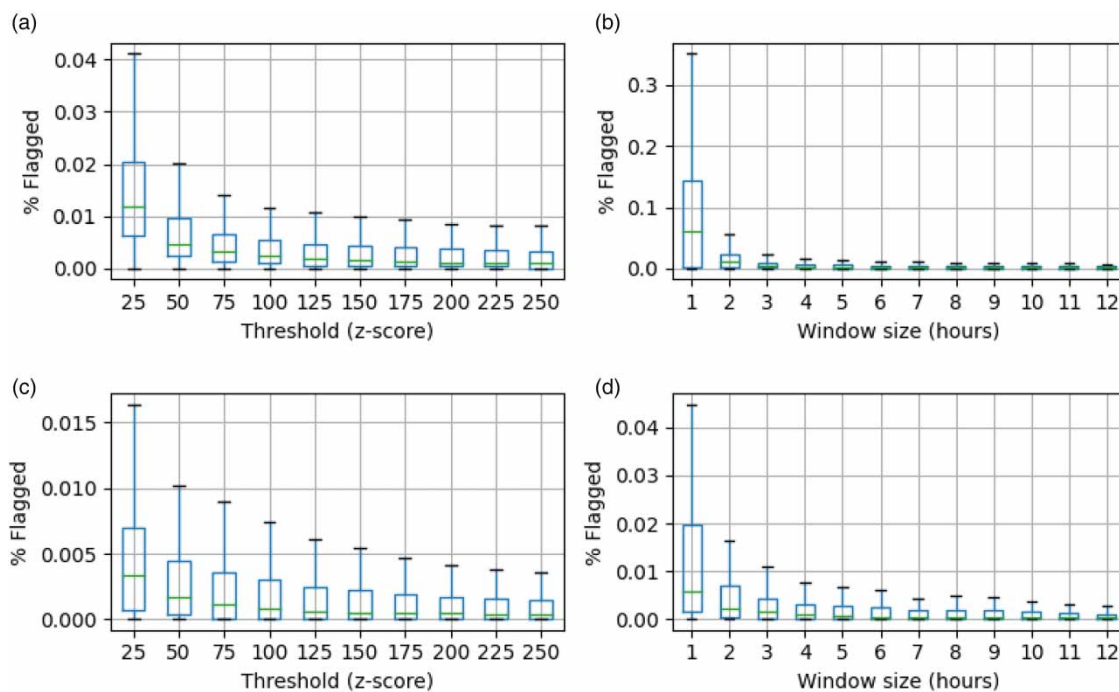 (a)
% Flagged
0.04
0.03
0.02
0.01
0.00
25 50 75 100 125 150 175 200 225 250
Threshold (z-score)
(b)
% Flagged
0.3
0.2
0.1
0.0
1 2 3 4 5 6 7 8 9 10 11 12
Window size (hours)
(c)
% Flagged
0.015
0.010
0.005
0.000
25 50 75 100 125 150 175 200 225 250
Threshold (z-score)
(d)
% Flagged
0.04
0.03
0.02
0.01
0.00
1 2 3 4 5 6 7 8 9 10 11 12
Window size (hours)